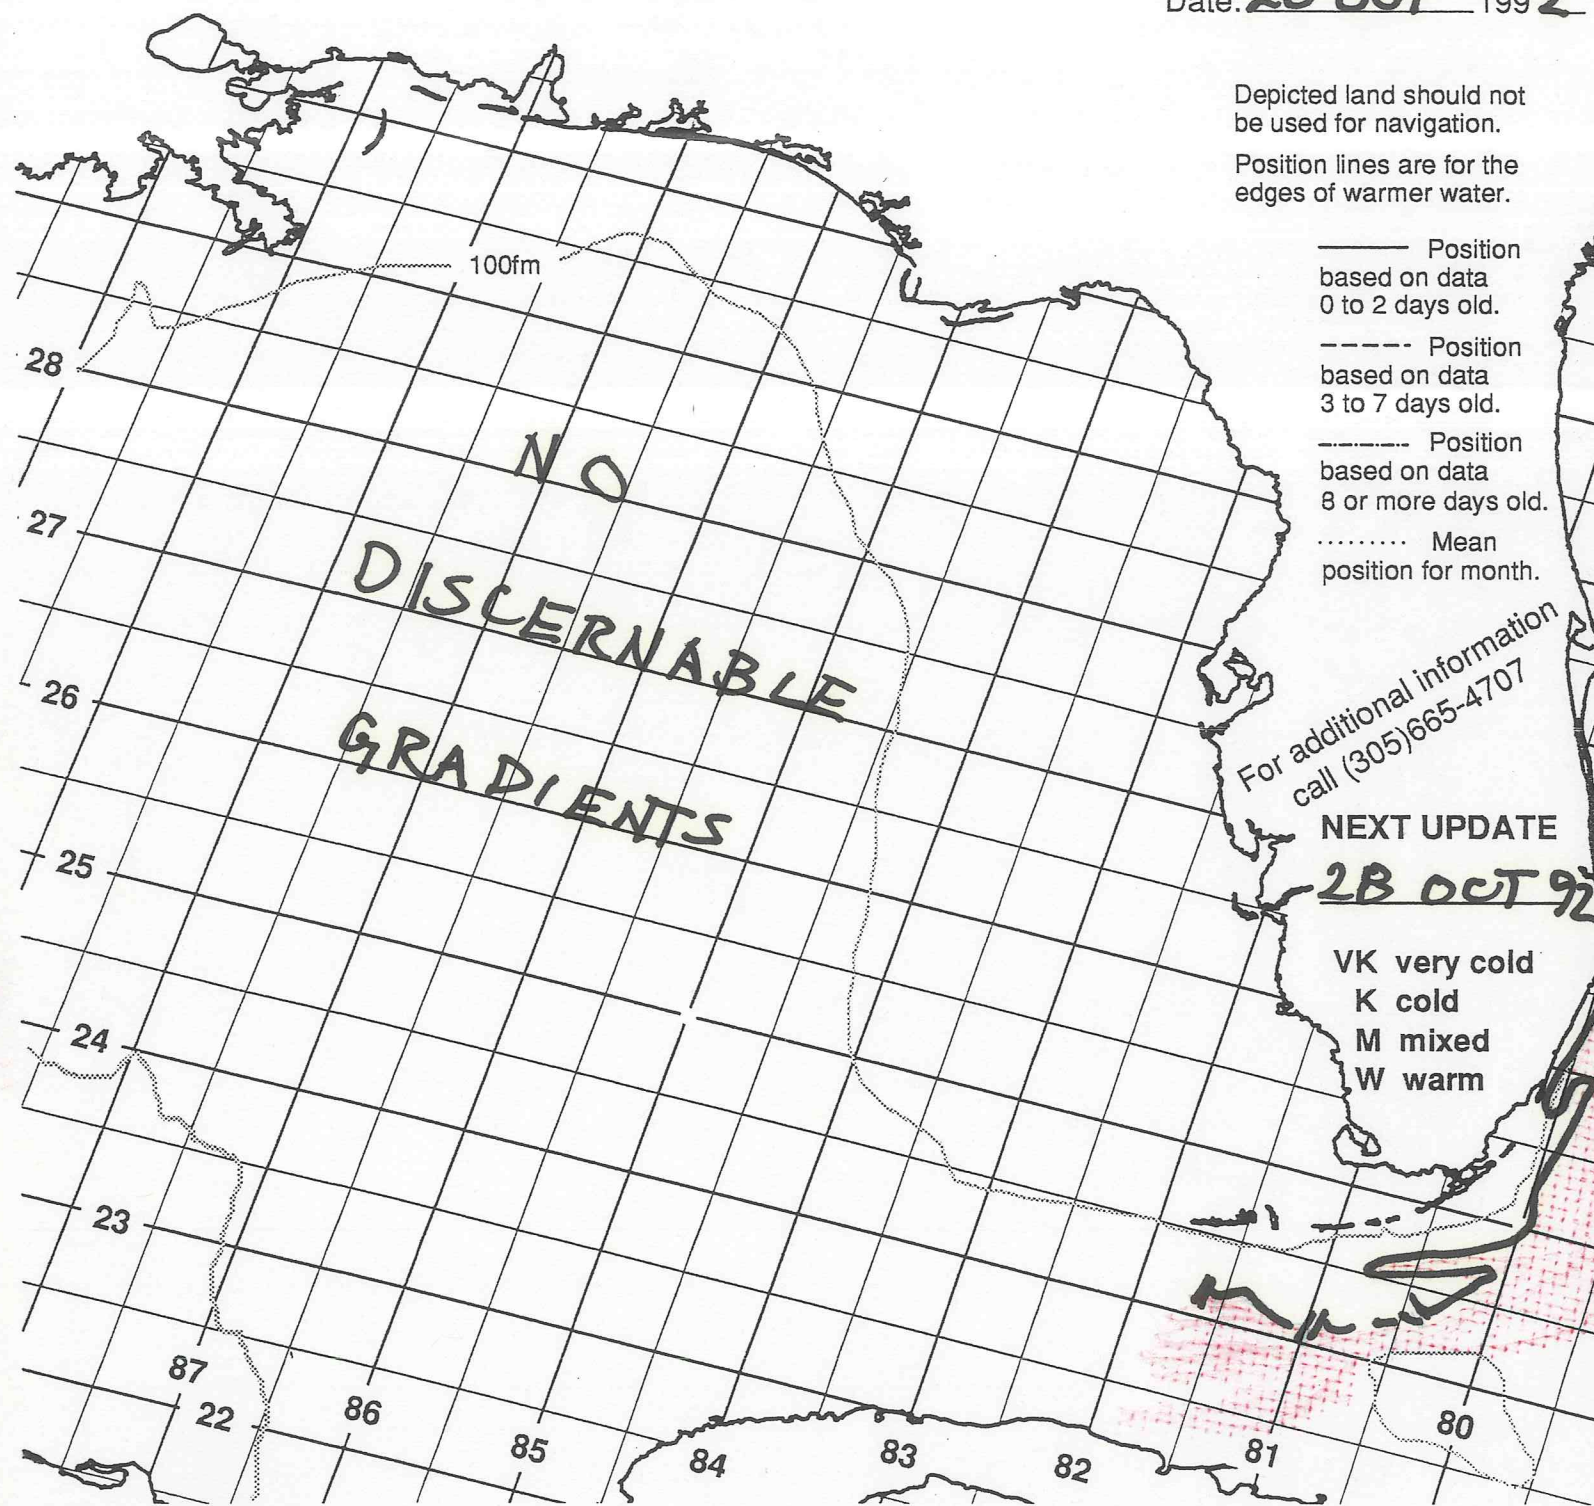 Date: OCT 1992
Depicted land should not
be used for navigation.
Position lines are for the
edges of warmer water.
Position
based on data
0 to 2 days old.
Position
based on data
3 to 7 days old.
Position
based on data
8 or more days old.
Mean
position for month.
For additional information
call (305)665-4707
NEXT UPDATE
28 OCT 92
VK very cold
K cold
M mixed
W warm
100fm
NO
DISCERNABLE
GRADIENTS
28
27
26
25
24
23
22
87
86
85
84
83
82
81
80